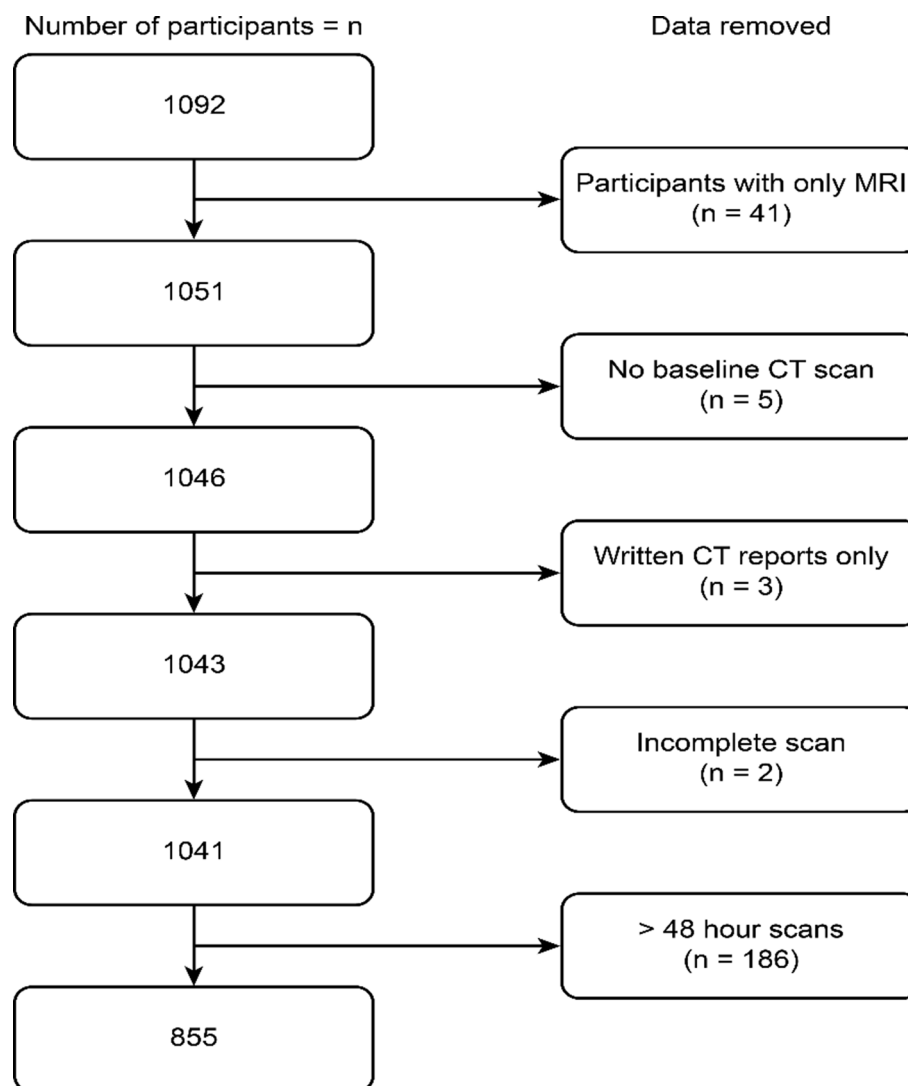 Number of participants = n
Data removed
1092
Participants with only MRI
(n = 41)
1051
No baseline CT scan
(n = 5)
1046
Written CT reports only
(n = 3)
1043
Incomplete scan
(n = 2)
1041
> 48 hour scans
(n = 186)
855